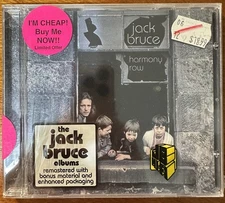 I'M CHEAP!
Buy Me
NOW!!
Limited Offer
jack
bruce
harmony
row
the
jack
bruce
albums
remastered with
bonus material and
enhanced packaging